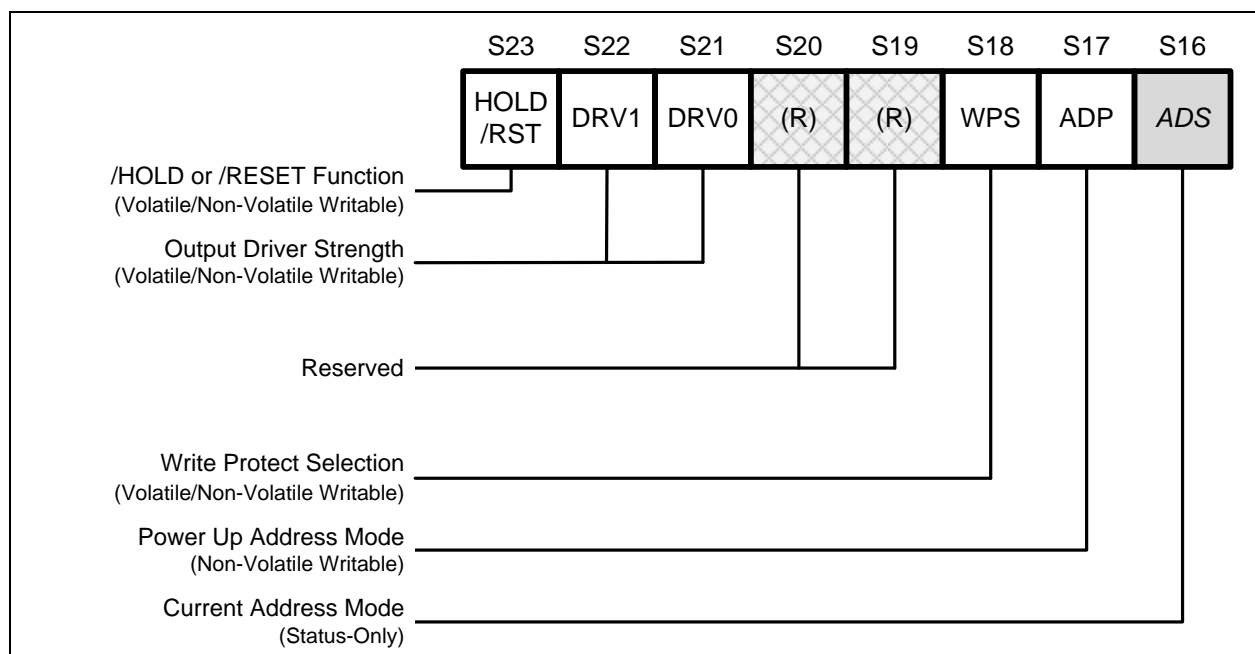 S23 S22 S21 S20 S19 S18 S17 S16
HOLD
/RST DRV1 DRV0 (R) (R) WPS ADP ADS
/HOLD or /RESET Function
(Volatile/Non-Volatile Writable)
Output Driver Strength
(Volatile/Non-Volatile Writable)
Reserved
Write Protect Selection
(Volatile/Non-Volatile Writable)
Power Up Address Mode
(Non-Volatile Writable)
Current Address Mode
(Status-Only)